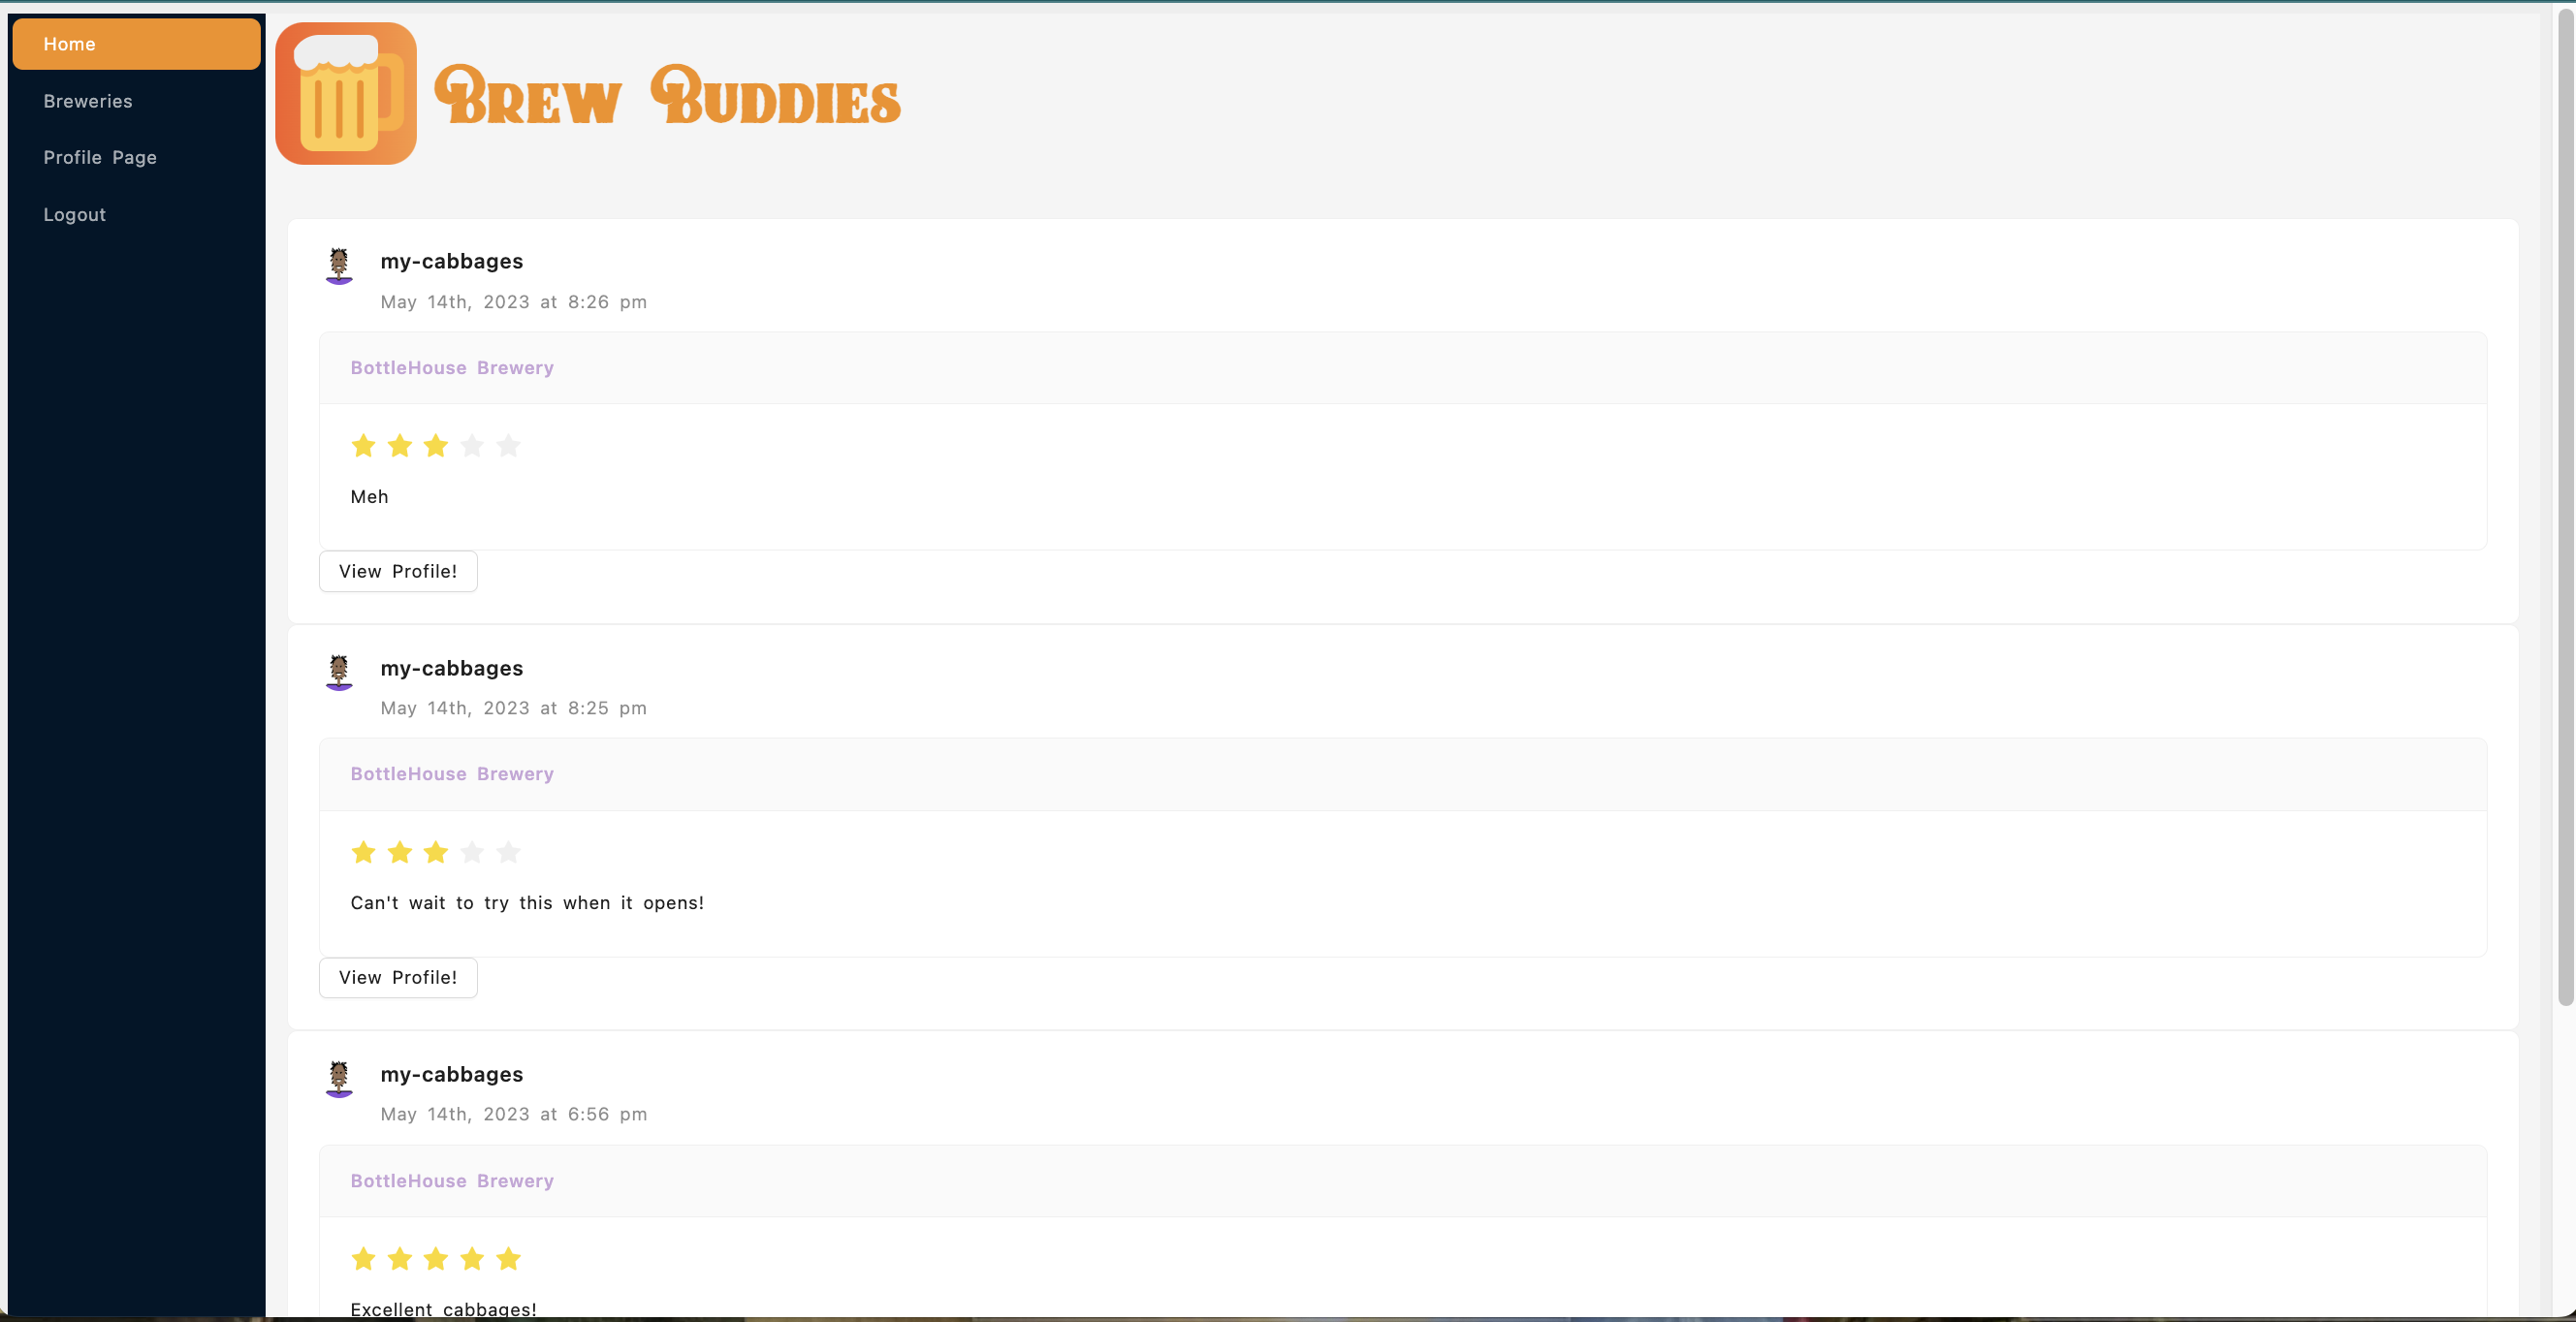 Home
Breweries
Profile Page
Logout
Brew Buddies
my-cabbages
May 14th, 2023 at 8:26 pm
BottleHouse Brewery
Meh
View Profile!
my-cabbages
May 14th, 2023 at 8:25 pm
BottleHouse Brewery
Can't wait to try this when it opens!
View Profile!
my-cabbages
May 14th, 2023 at 6:56 pm
BottleHouse Brewery
Excellent cabbages!